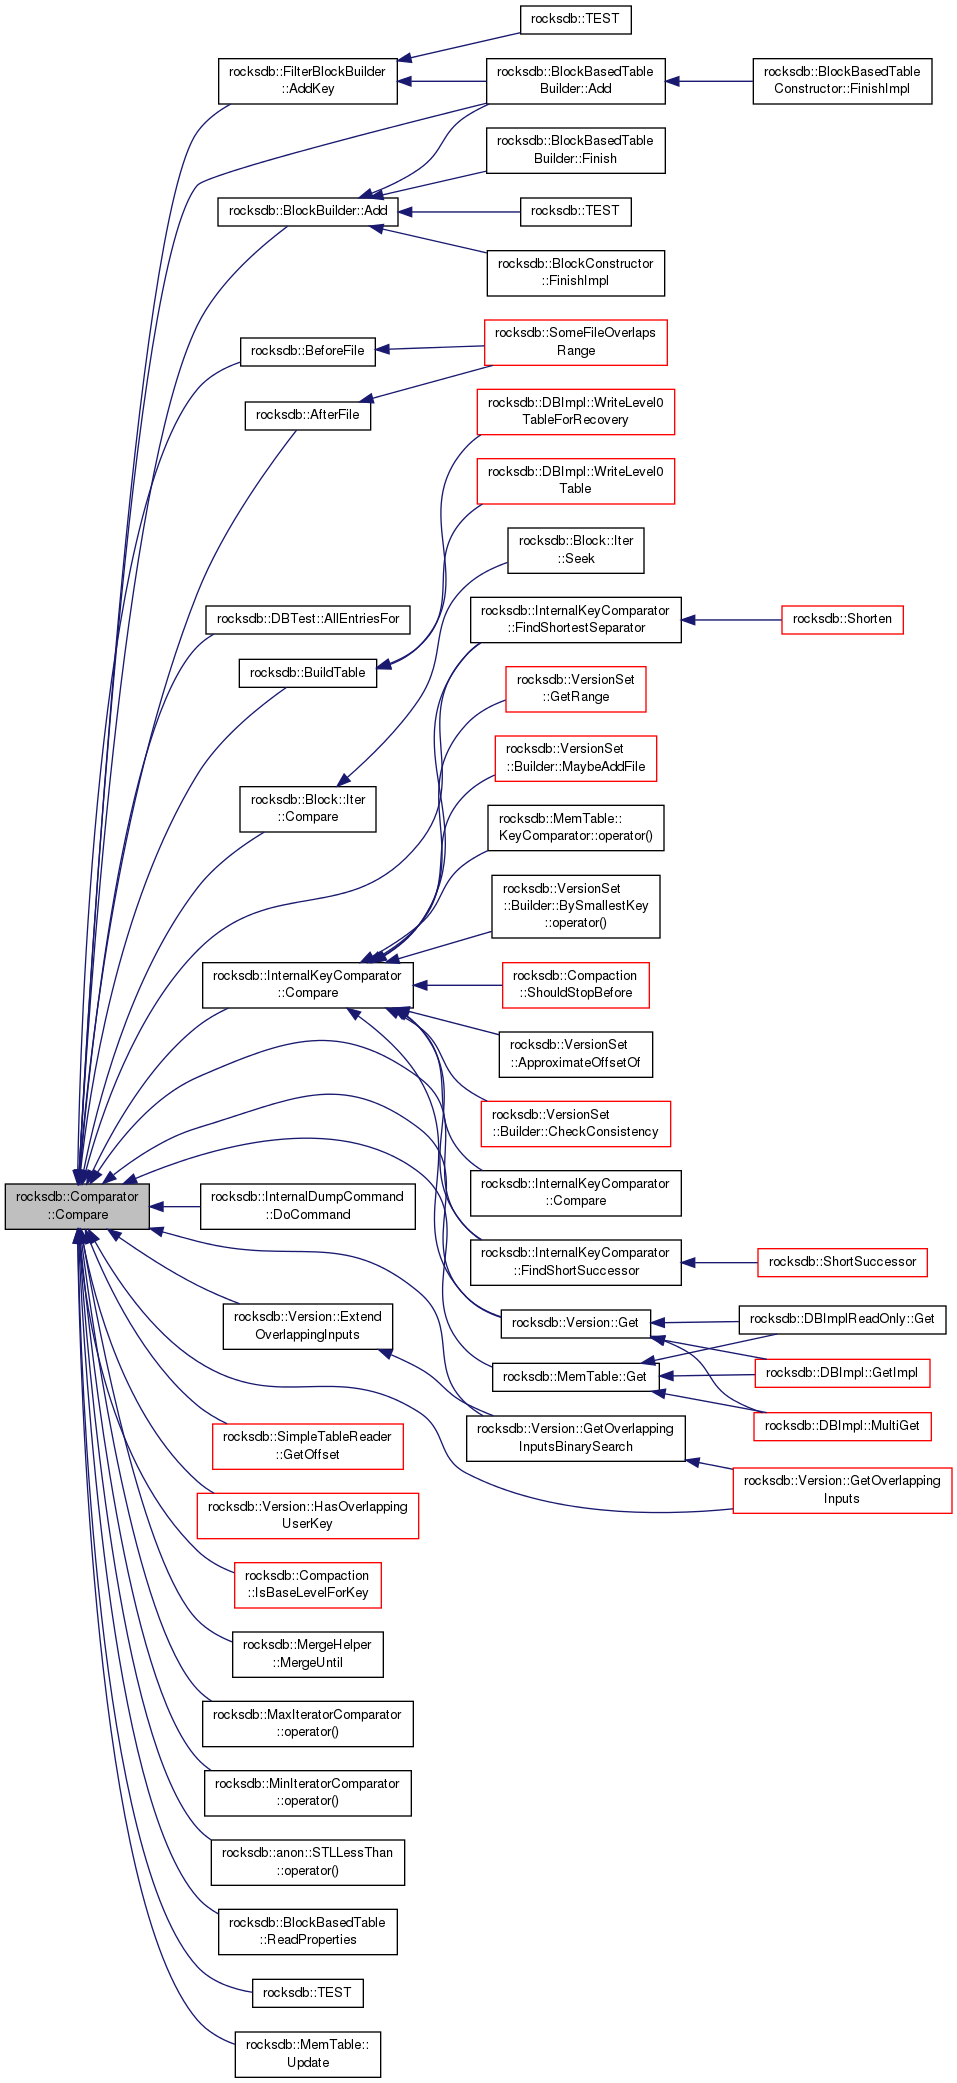 rocksdb::TEST
rocksdb::FilterBlockBuilder
::AddKey
rocksdb::BlockBasedTable
Builder::Add
rocksdb::BlockBasedTable
Constructor::FinishImpl
rocksdb::BlockBasedTable
Builder::Finish
rocksdb::BlockBuilder::Add
rocksdb::TEST
rocksdb::BlockConstructor
::FinishImpl
rocksdb::BeforeFile
rocksdb::SomeFileOverlaps
Range
rocksdb::AfterFile
rocksdb::DBImpl::WriteLevel0
TableForRecovery
rocksdb::DBImpl::WriteLevel0
Table
rocksdb::Block::Iter
::Seek
rocksdb::DBTest::AllEntriesFor
rocksdb::InternalKeyComparator
::FindShortestSeparator
rocksdb::Shorten
rocksdb::BuildTable
rocksdb::VersionSet
::GetRange
rocksdb::VersionSet
::Builder::MaybeAddFile
rocksdb::Block::Iter
::Compare
rocksdb::MemTable::
KeyComparator::operator()
rocksdb::VersionSet
::Builder::BySmallestKey
::operator()
rocksdb::InternalKeyComparator
::Compare
rocksdb::Compaction
::ShouldStopBefore
rocksdb::VersionSet
::ApproximateOffsetOf
rocksdb::VersionSet
::Builder::CheckConsistency
rocksdb::InternalKeyComparator
::Compare
rocksdb::Comparator
::Compare
rocksdb::InternalDumpCommand
::DoCommand
rocksdb::InternalKeyComparator
::FindShortSuccessor
rocksdb::ShortSuccessor
rocksdb::Version::Extend
OverlappingInputs
rocksdb::Version::Get
rocksdb::DBImplReadOnly::Get
rocksdb::MemTable::Get
rocksdb::DBImpl::GetImpl
rocksdb::DBImpl::MultiGet
rocksdb::SimpleTableReader
::GetOffset
rocksdb::Version::GetOverlapping
InputsBinarySearch
rocksdb::Version::GetOverlapping
Inputs
rocksdb::Version::HasOverlapping
UserKey
rocksdb::Compaction
::IsBaseLevelForKey
rocksdb::MergeHelper
::MergeUntil
rocksdb::MaxIteratorComparator
::operator()
rocksdb::MinIteratorComparator
::operator()
rocksdb::anon::STLLessThan
::operator()
rocksdb::BlockBasedTable
::ReadProperties
rocksdb::TEST
rocksdb::MemTable::
Update